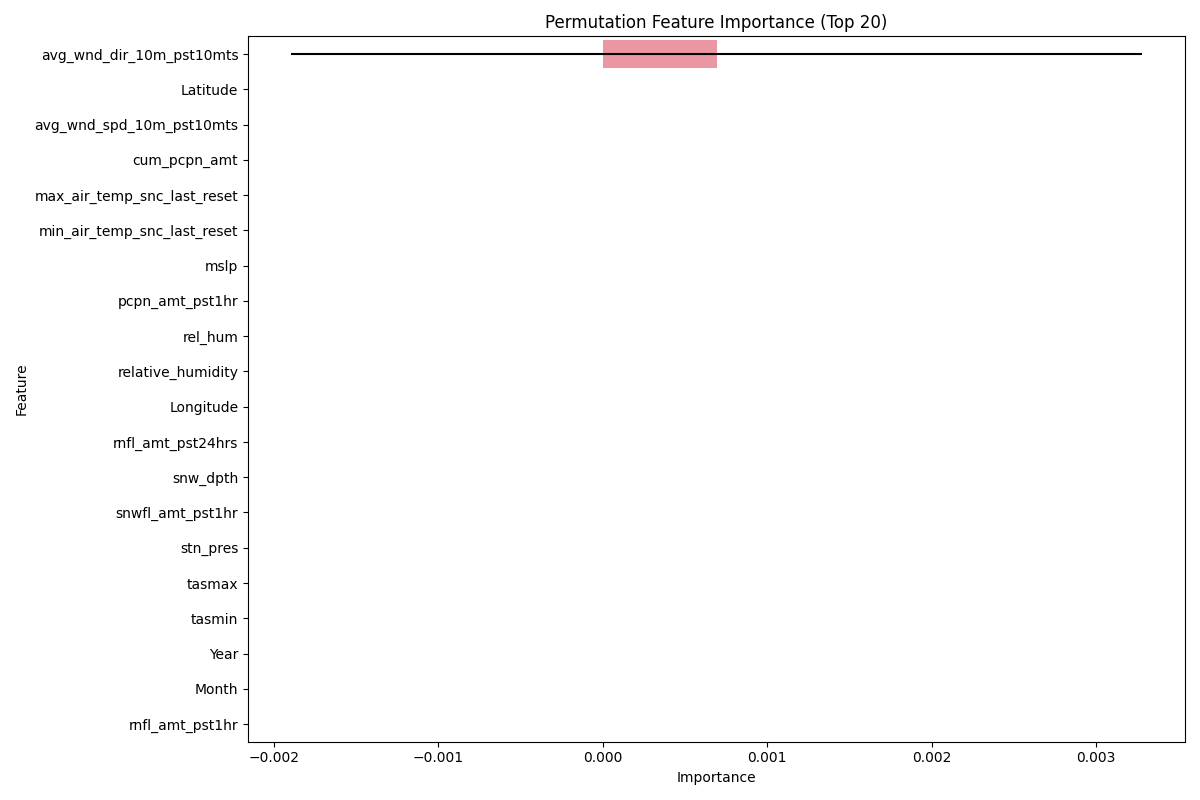 Permutation Feature Importance (Top 20)
avg_wnd_dir_10m_pst10mts
Latitude
avg_wnd_spd_10m_pst10mts
cum_pcpn_amt
max_air_temp_snc_last_reset
min_air_temp_snc_last_reset
mslp
pcpn_amt_pst1hr
rel_hum
relative_humidity
Longitude
rnfl_amt_pst24hrs
snw_dpth
snwfl_amt_pst1hr
stn_pres
tasmax
tasmin
Year
Month
rnfl_amt_pst1hr
Feature
−0.002 −0.001 0.000 0.001 0.002 0.003
Importance